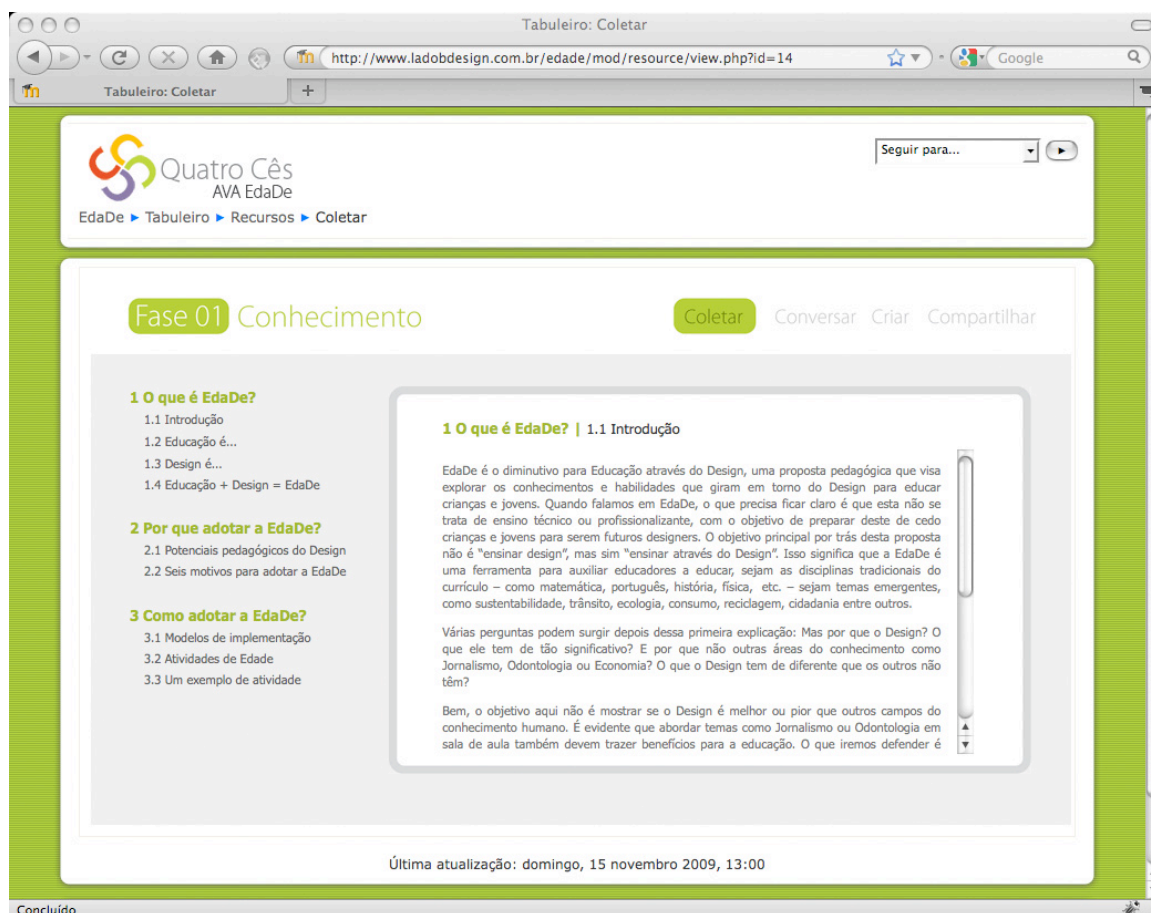 Tabuleiro: Coletar
http://www.ladobdesign.com.br/edade/mod/resource/view.php?id=14
Google
Tabuleiro: Coletar
Quatro Cês
AVA EdaDe
Seguir para...
EdaDe ► Tabuleiro ► Recursos ► Coletar
Fase 01 Conhecimento
Coletar Conversar Criar Compartilhar
1 O que é EdaDe?
1.1 Introdução
1.2 Educação é...
1.3 Design é...
1.4 Educação + Design = EdaDe
2 Por que adotar a EdaDe?
2.1 Potenciais pedagógicos do Design
2.2 Seis motivos para adotar a EdaDe
3 Como adotar a EdaDe?
3.1 Modelos de implementação
3.2 Atividades de Edade
3.3 Um exemplo de atividade
1 O que é EdaDe? | 1.1 Introdução
EdaDe é o diminutivo para Educação através do Design, uma proposta pedagógica que visa
explorar os conhecimentos e habilidades que giram em torno do Design para educar
crianças e jovens. Quando falamos em EdaDe, o que precisa ficar claro é que esta não se
trata de ensino técnico ou profissionalizante, com o objetivo de preparar deste de cedo
crianças e jovens para serem futuros designers. O objetivo principal por trás desta proposta
não é “ensinar design”, mas sim “ensinar através do Design”. Isso significa que a EdaDe é
uma ferramenta para auxiliar educadores a educar, sejam as disciplinas tradicionais do
currículo – como matemática, português, história, física, etc. – sejam temas emergentes,
como sustentabilidade, trânsito, ecologia, consumo, reciclagem, cidadania entre outros.
Várias perguntas podem surgir depois dessa primeira explicação: Mas por que o Design? O
que ele tem de tão significativo? E por que não outras áreas do conhecimento como
Jornalismo, Odontologia ou Economia? O que o Design tem de diferente que os outros não
têm?
Bem, o objetivo aqui não é mostrar se o Design é melhor ou pior que outros campos do
conhecimento humano. É evidente que abordar temas como Jornalismo ou Odontologia em
sala de aula também devem trazer benefícios para a educação. O que iremos defender é
Última atualização: domingo, 15 novembro 2009, 13:00
Concluído